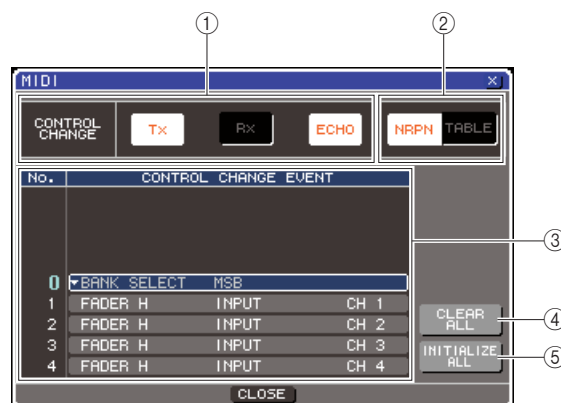 ① ②
MIDI X
CONTROL CHANGE Tx Rx ECHO NRPN TABLE
No. CONTROL CHANGE EVENT
③
0 BANK SELECT MSB
1 FADER H INPUT CH 1
2 FADER H INPUT CH 2
CLEAR ALL ④
3 FADER H INPUT CH 3
INITIALIZE ALL ⑤
4 FADER H INPUT CH 4
CLOSE